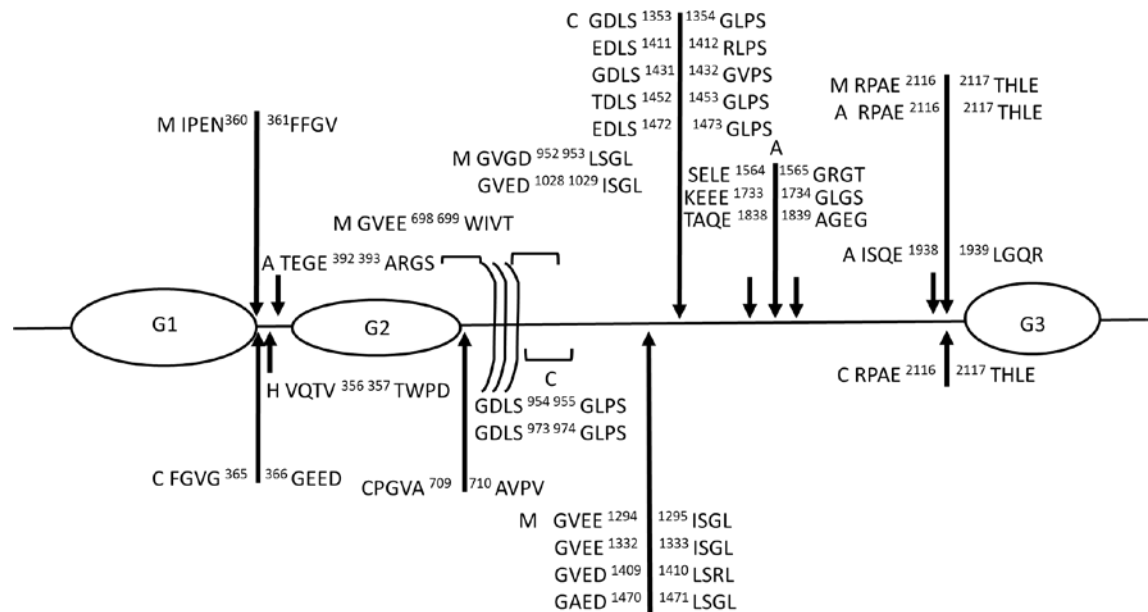 C GDLS 1353 1354 GLPS
EDLS 1411 1412 RLPS
GDLS 1431 1432 GVPS
TDLS 1452 1453 GLPS
EDLS 1472 1473 GLPS
M RPAE 2116 2117 THLE
A RPAE 2116 2117 THLE
M IPEN 360 361 FFGV
M GVGD 952 953 LSGL
GVED 1028 1029 ISGL
A
SELE 1564 1565 GRGT
KEEE 1733 1734 GLGS
TAQE 1838 1839 AGEG
M GVEE 698 699 WIVT
A TEGE 392 393 ARGS
A ISQE 1938 1939 LGQR
G1
G2
G3
H VQTV 356 357 TWPD
C
C RPAE 2116 2117 THLE
GDLS 954 955 GLPS
GDLS 973 974 GLPS
C FGVG 365 366 GEED
CPGVA 709 710 AVPV
M GVEE 1294 1295 ISGL
GVEE 1332 1333 ISGL
GVED 1409 1410 LSRL
GAED 1470 1471 LSGL